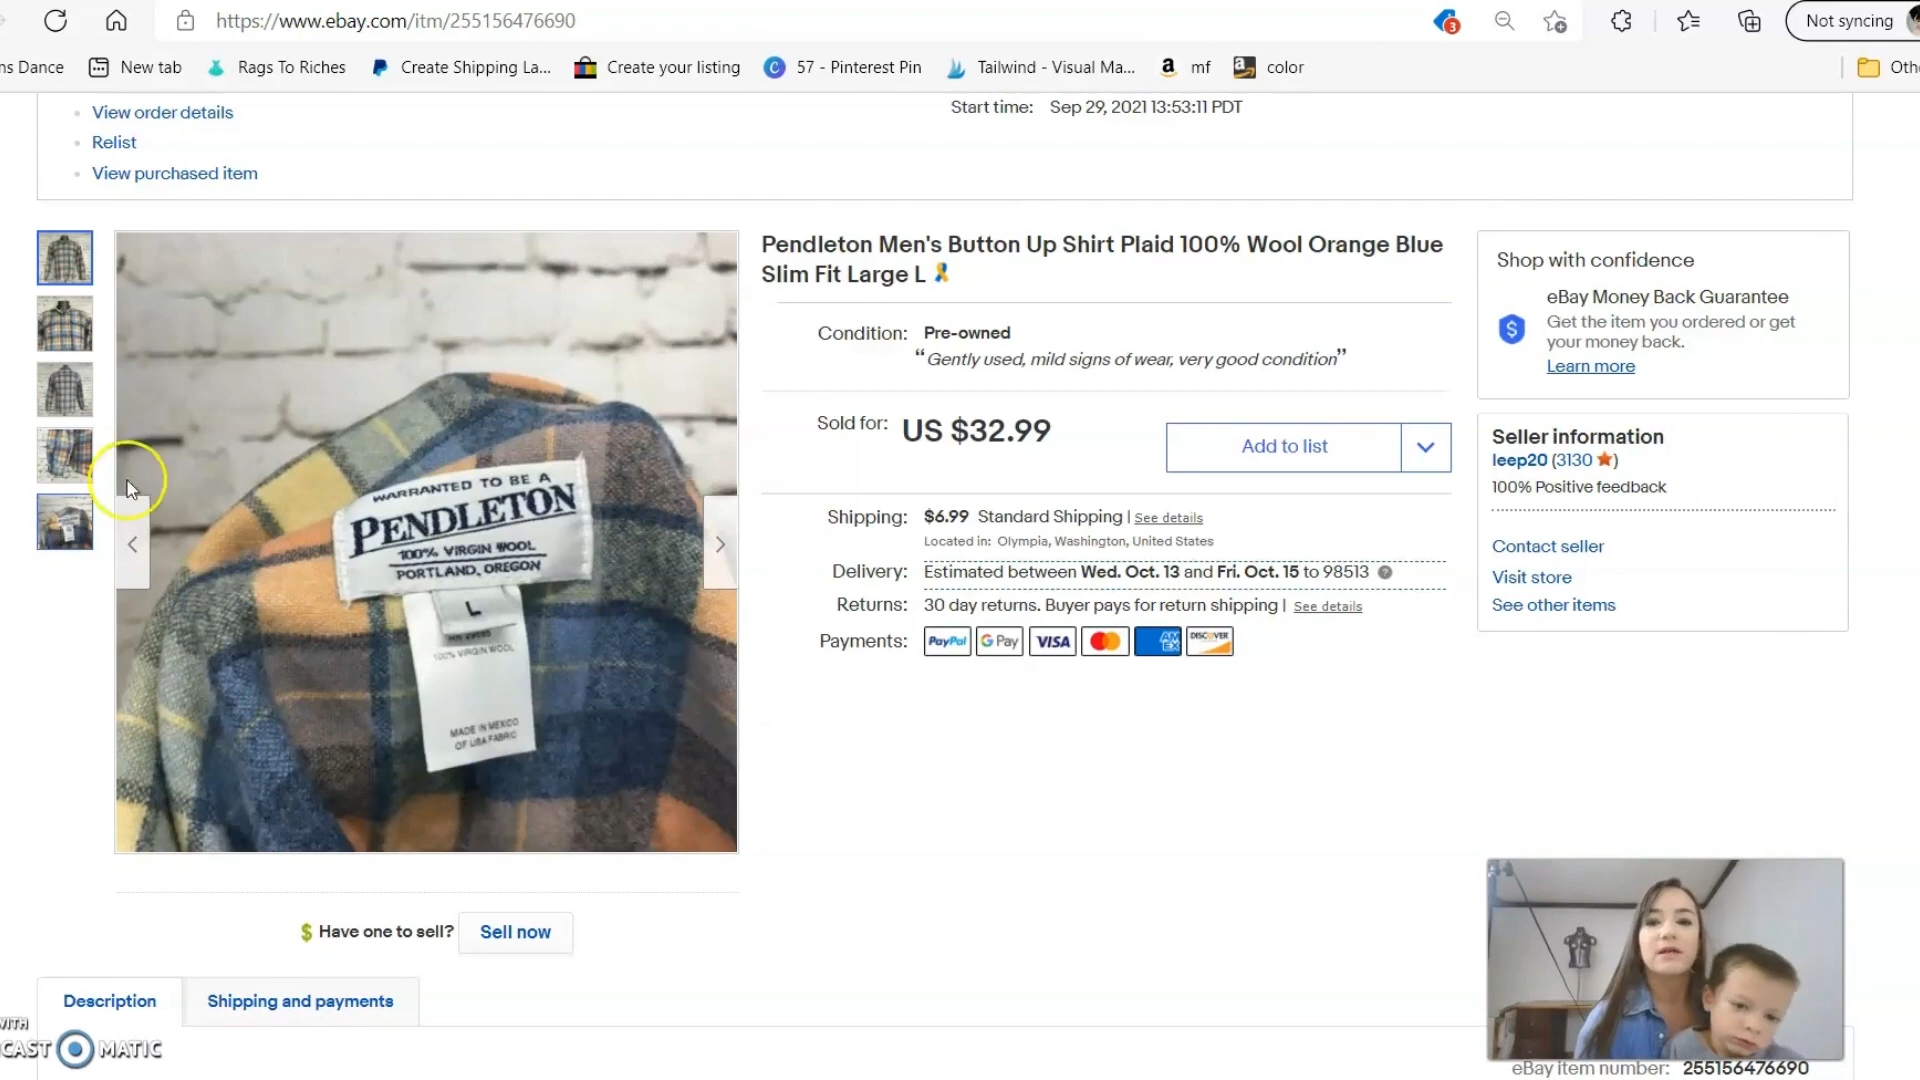 https://www.ebay.com/itm/255156476690
3
Not syncing
ns Dance
New tab
Rags To Riches
Create Shipping La...
Create your listing
57 - Pinterest Pin
Tailwind - Visual Ma...
mf
color
Othe
View order details
Relist
View purchased item
Start time: Sep 29, 2021 13:53:11 PDT
WARRANTED TO BE A
PENDLETON
100% VIRGIN WOOL
PORTLAND, OREGON
L
100% VIRGIN WOOL
MADE IN MEXICO
OF USA FABRIC
Pendleton Men's Button Up Shirt Plaid 100% Wool Orange Blue
Slim Fit Large L
Condition: Pre-owned
“Gently used, mild signs of wear, very good condition”
Sold for: US $32.99
Add to list
Shipping: $6.99 Standard Shipping | See details
Located in: Olympia, Washington, United States
Delivery: Estimated between Wed. Oct. 13 and Fri. Oct. 15 to 98513
Returns: 30 day returns. Buyer pays for return shipping | See details
Payments: PayPal G Pay VISA AM EX DISCOVER
Shop with confidence
eBay Money Back Guarantee
Get the item you ordered or get
your money back.
Learn more
Seller information
leep20 (3130)
100% Positive feedback
Contact seller
Visit store
See other items
Have one to sell? Sell now
Description
Shipping and payments
WITH
CAST MATIC
eBay item number: 255156476690